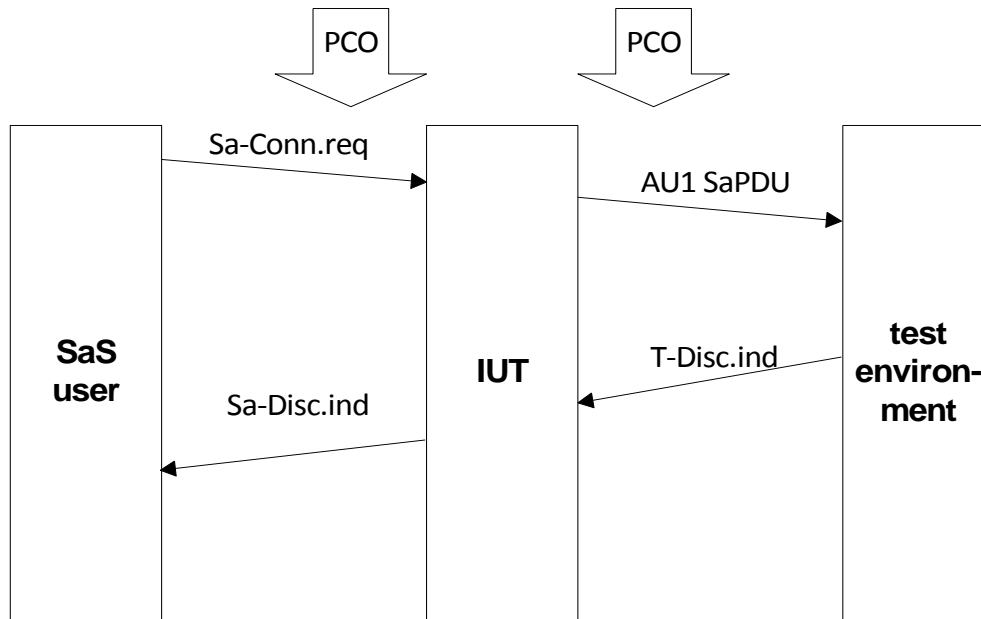 PCO
PCO
Sa-Conn.req
AU1 SaPDU
SaS
user
IUT
test
environ-
ment
T-Disc.ind
Sa-Disc.ind